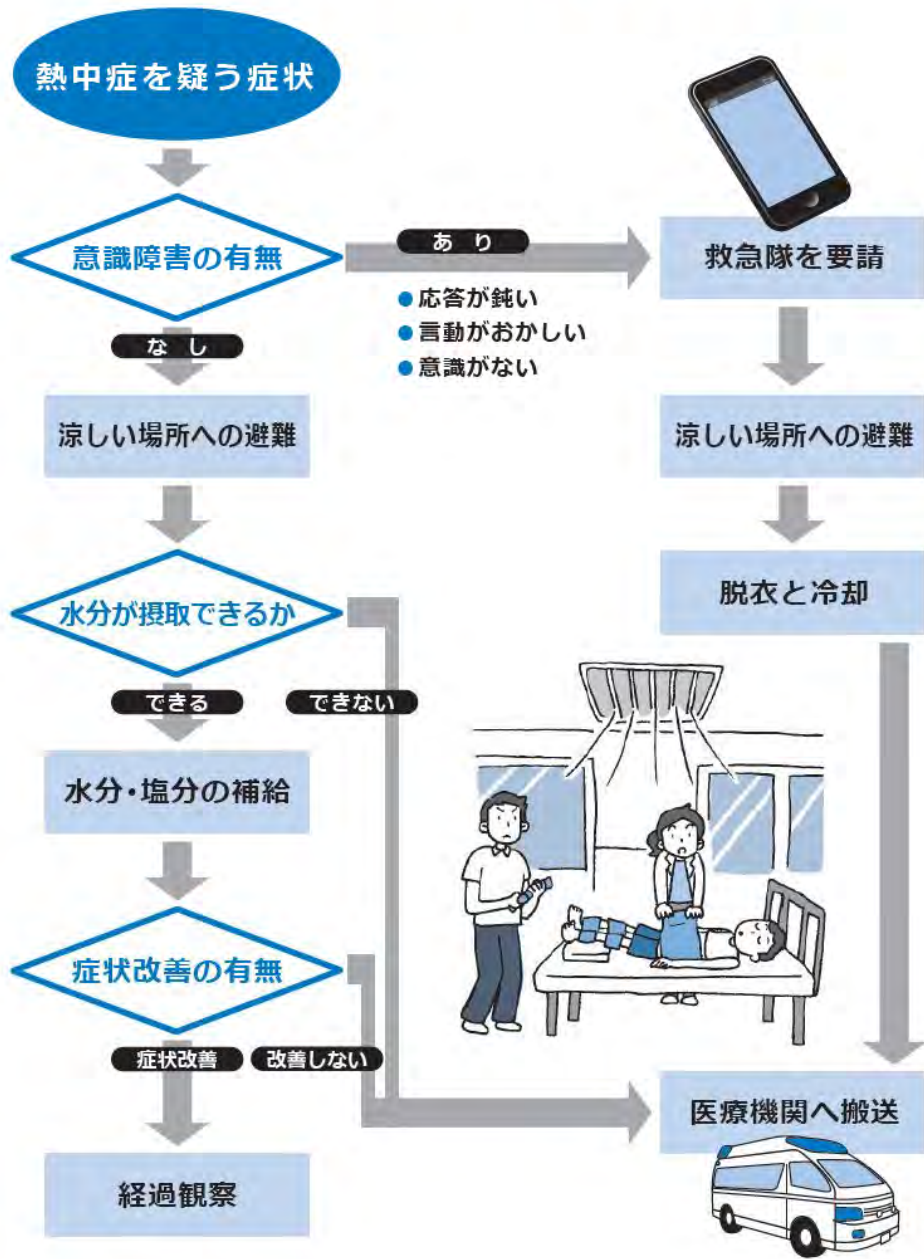 熱中症を疑う症状
意識障害の有無
あり
救急隊を要請
●応答が鈍い
●言動がおかしい
●意識がない
なし
涼しい場所への避難
涼しい場所への避難
水分が摂取できるか
脱衣と冷却
できる
できない
水分・塩分の補給
症状改善の有無
症状改善
改善しない
医療機関へ搬送
経過観察